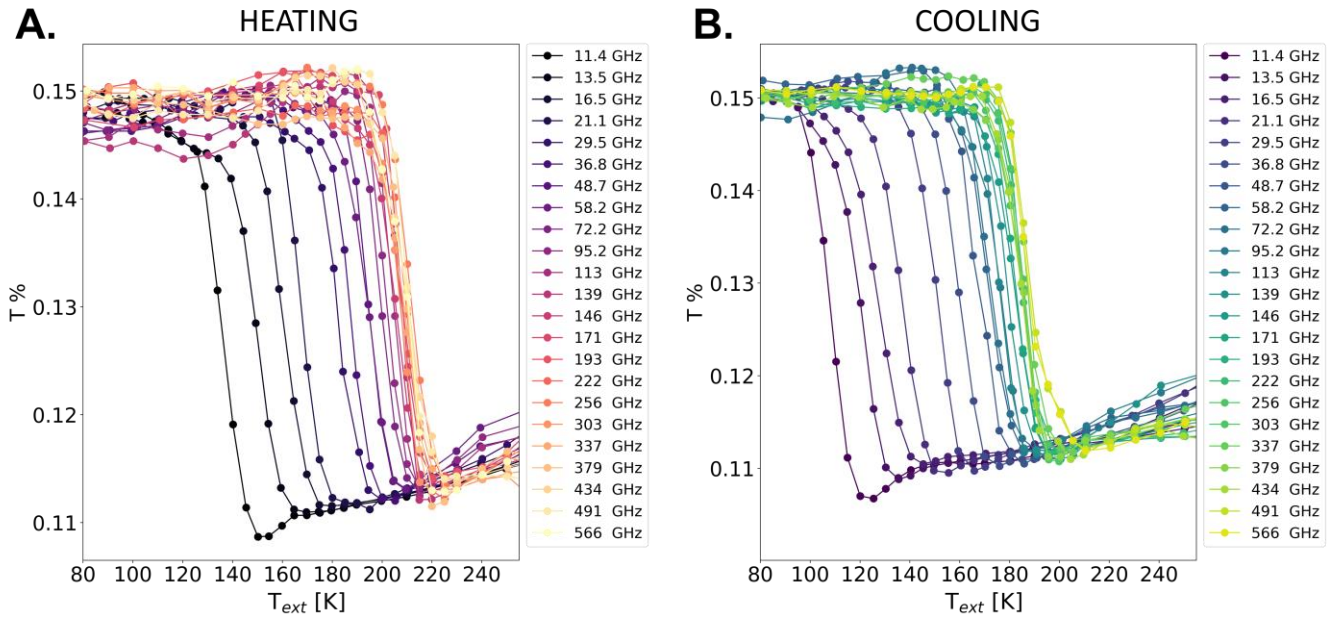 A.
HEATING
T %
0.15
0.14
0.13
0.12
0.11
80 100 120 140 160 180 200 220 240
T_ext [K]
11.4 GHz
13.5 GHz
16.5 GHz
21.1 GHz
29.5 GHz
36.8 GHz
48.7 GHz
58.2 GHz
72.2 GHz
95.2 GHz
113 GHz
139 GHz
146 GHz
171 GHz
193 GHz
222 GHz
256 GHz
303 GHz
337 GHz
379 GHz
434 GHz
491 GHz
566 GHz
B.
COOLING
T %
0.15
0.14
0.13
0.12
0.11
80 100 120 140 160 180 200 220 240
T_ext [K]
11.4 GHz
13.5 GHz
16.5 GHz
21.1 GHz
29.5 GHz
36.8 GHz
48.7 GHz
58.2 GHz
72.2 GHz
95.2 GHz
113 GHz
139 GHz
146 GHz
171 GHz
193 GHz
222 GHz
256 GHz
303 GHz
337 GHz
379 GHz
434 GHz
491 GHz
566 GHz